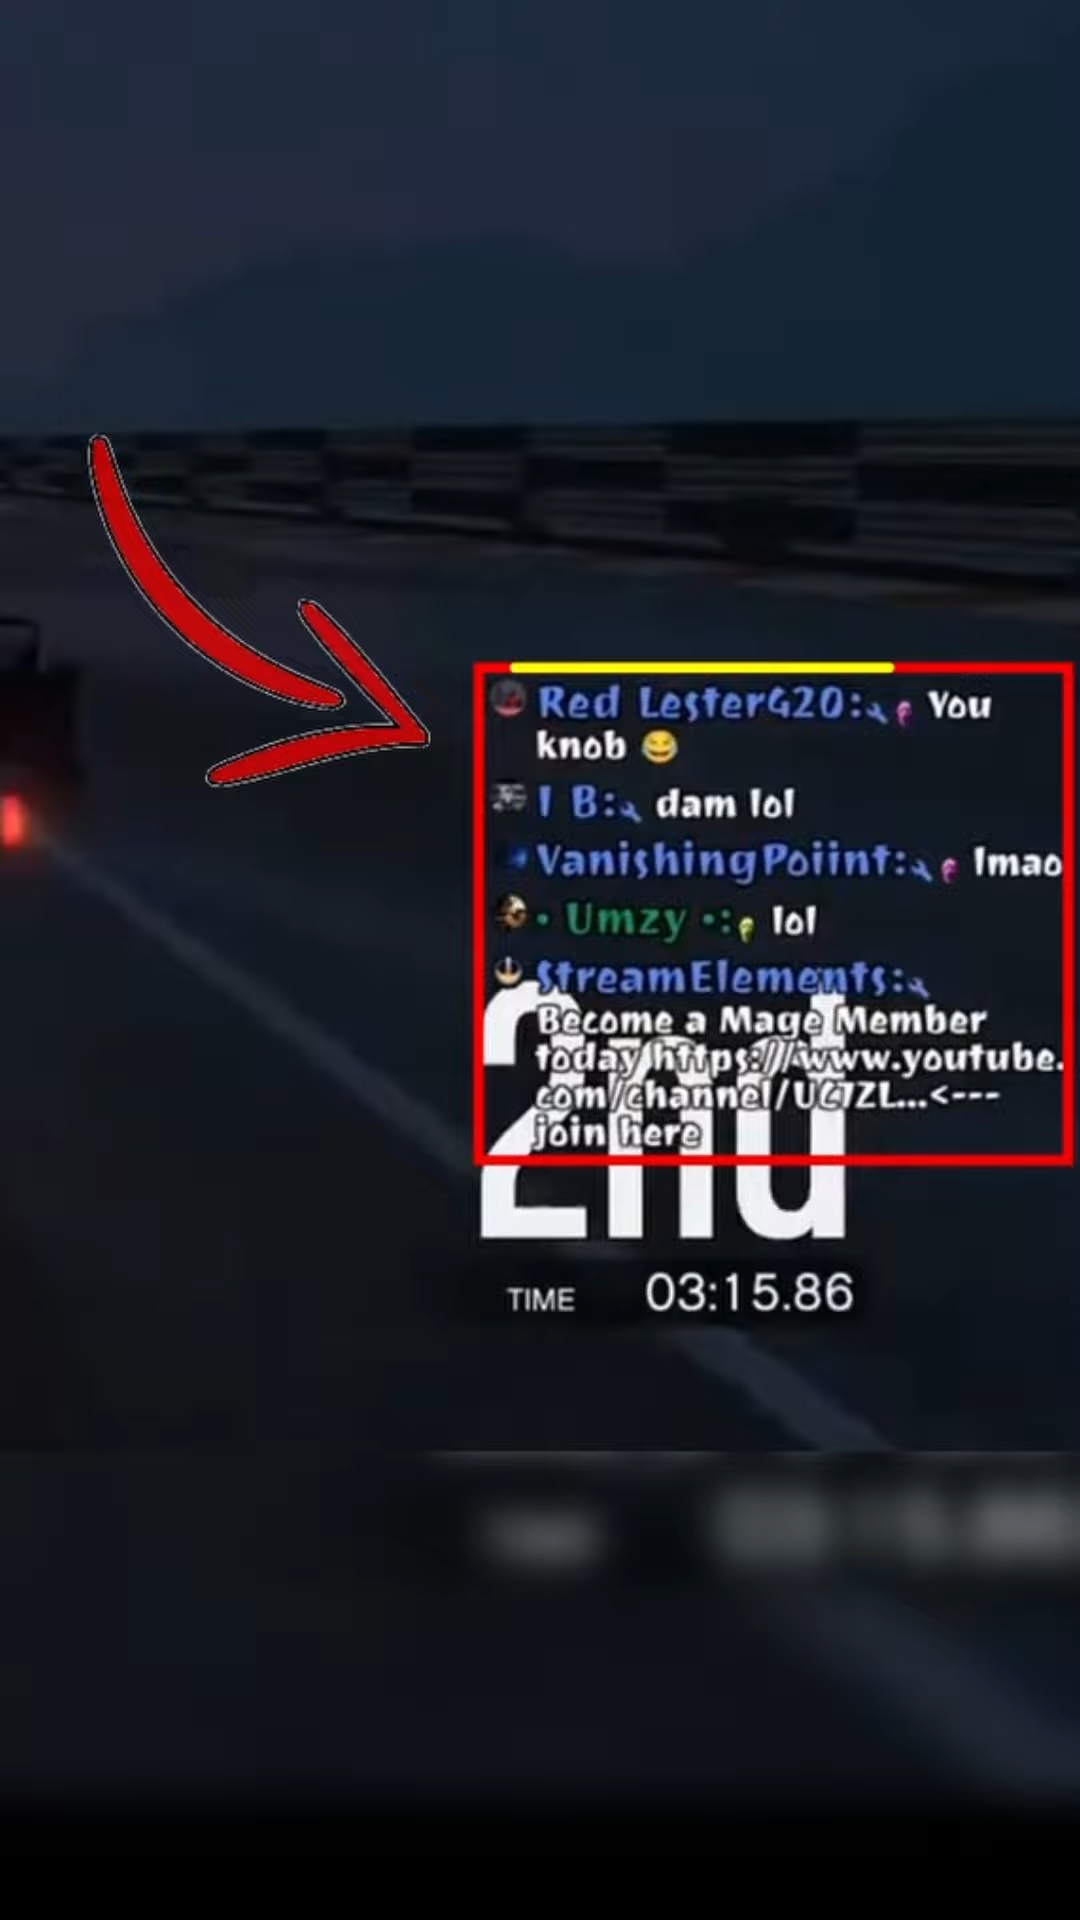 Red Lester420: You
knob 😂
I B: dam lol
VanishingPoiint: lmao
• Umzy •: lol
StreamElements:
Become a Mage Member
today https://www.youtube.
com/channel/UC7ZL...<---
join here
2nd
TIME 03:15.86